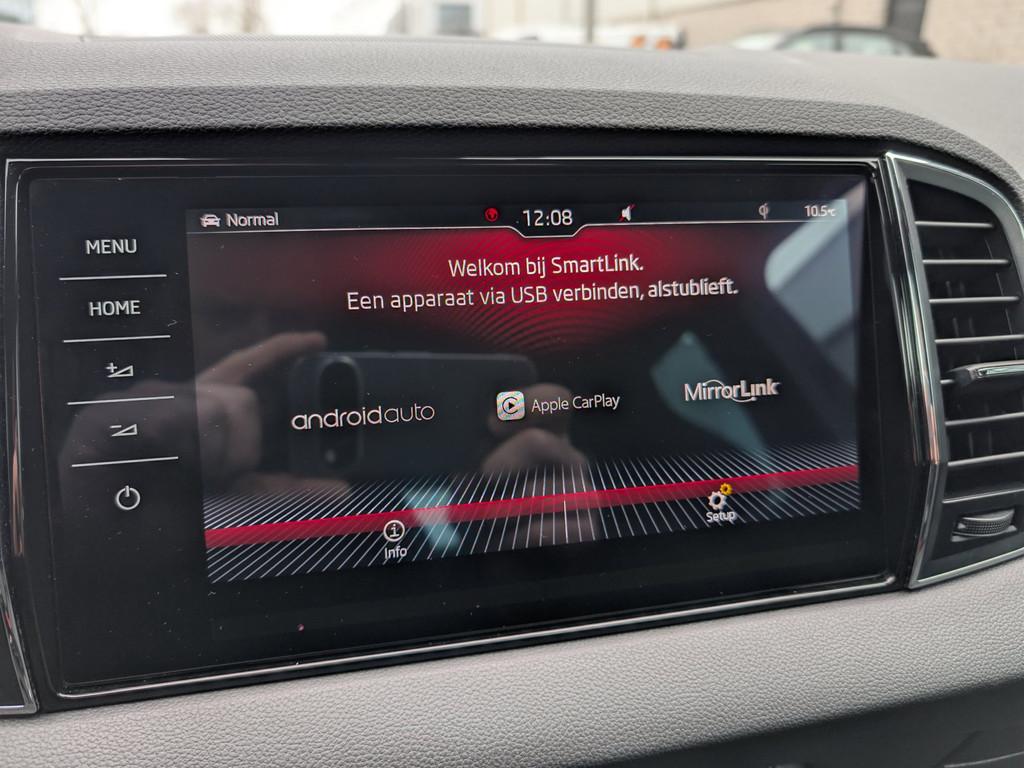 Normal
12:08
10.5°C
MENU
HOME
Welkom bij SmartLink.
Een apparaat via USB verbinden, alstublieft.
androidauto
Apple CarPlay
MirrorLink
Info
Setup